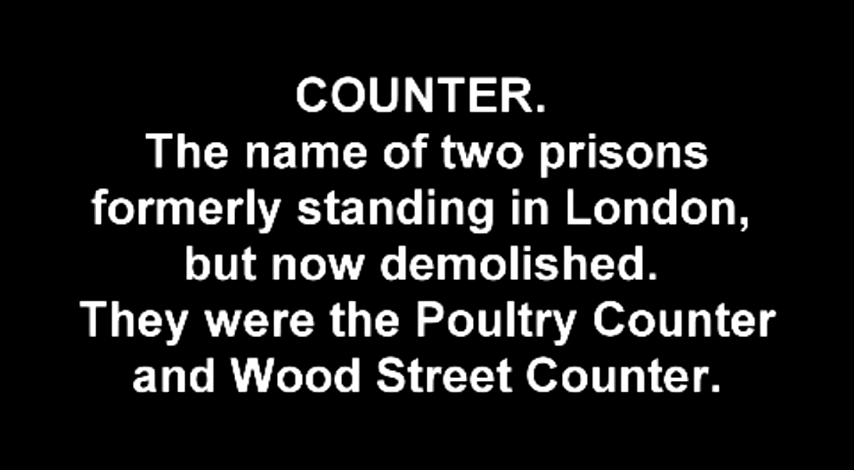 COUNTER.
The name of two prisons
formerly standing in London,
but now demolished.
They were the Poultry Counter
and Wood Street Counter.